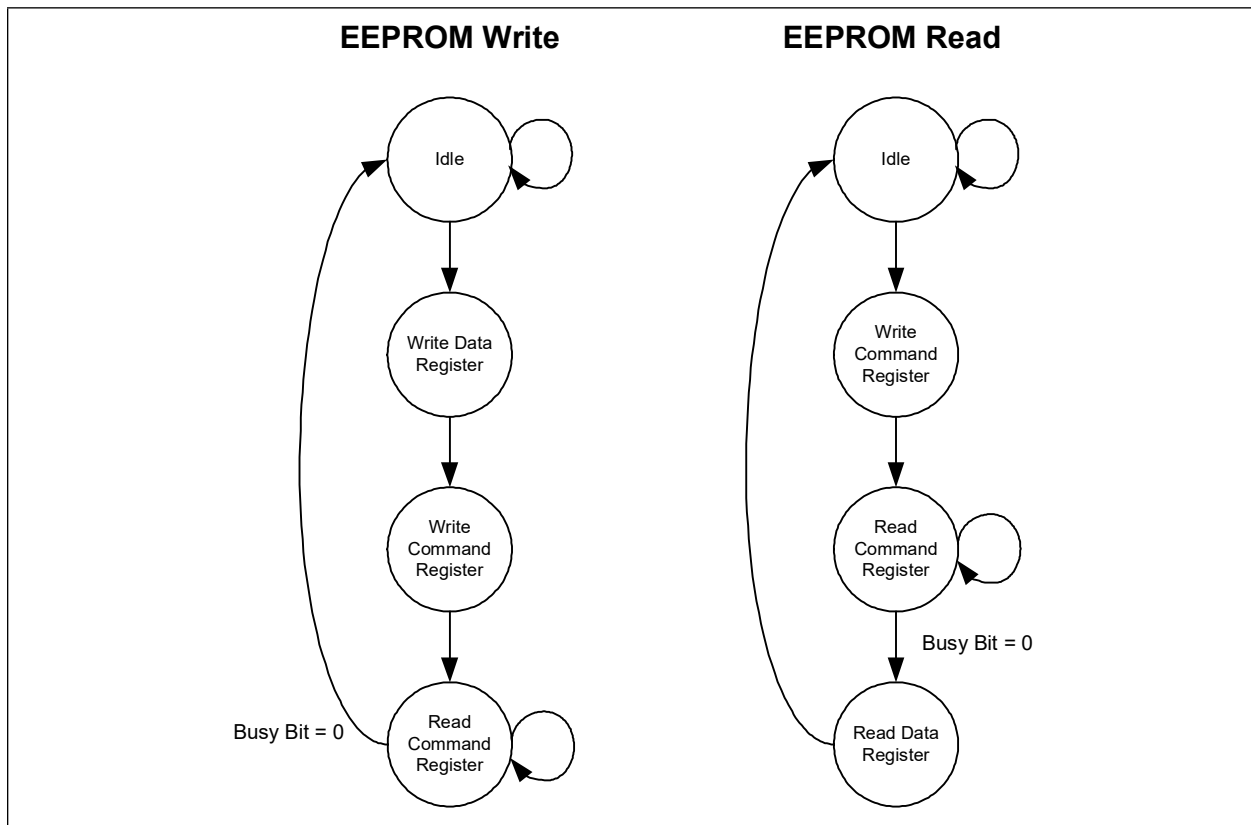 EEPROM Write
Idle
Write Data
Register
Write
Command
Register
Read
Command
Register
Busy Bit = 0
EEPROM Read
Idle
Write
Command
Register
Read
Command
Register
Busy Bit = 0
Read Data
Register